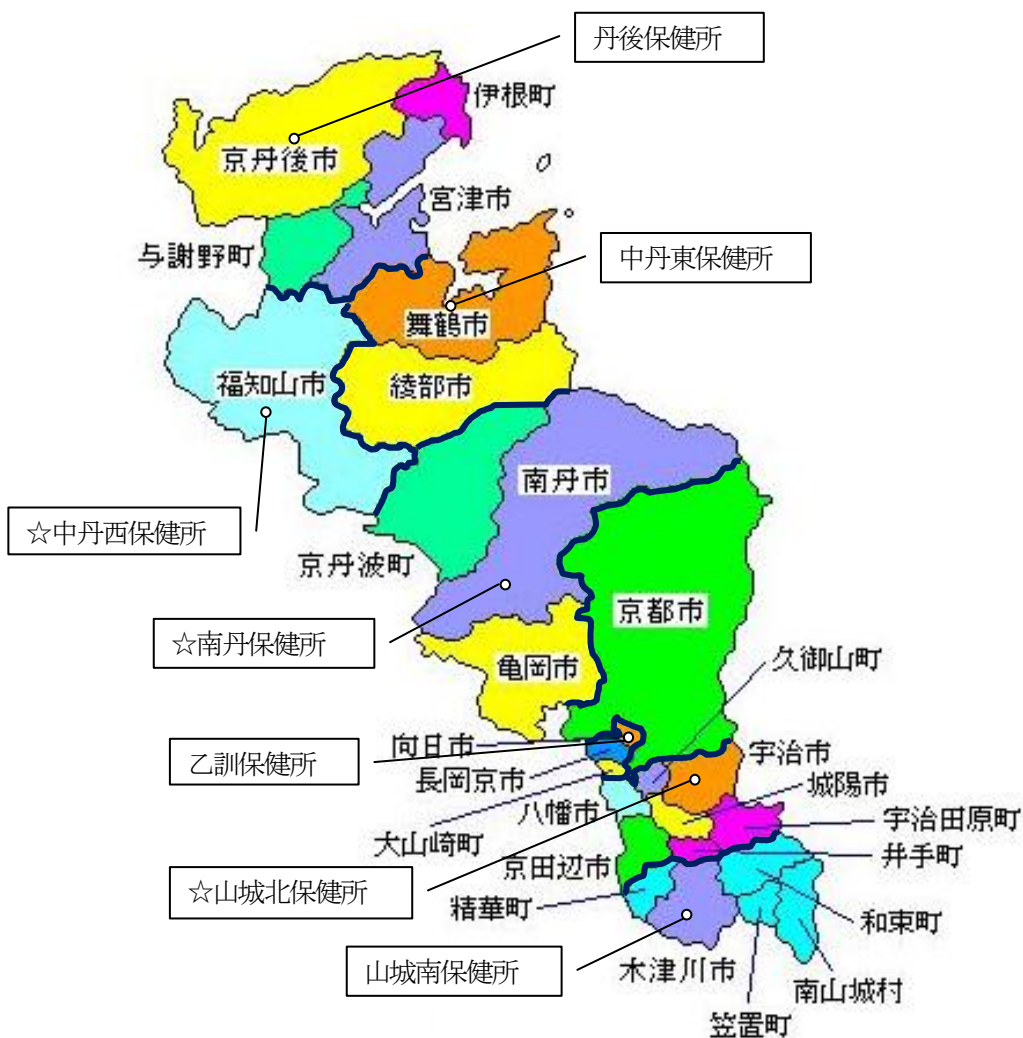 丹後保健所
伊根町
京丹後市
宮津市
与謝野町
中丹東保健所
舞鶴市
福知山市
綾部市
南丹市
☆中丹西保健所
京丹波町
京都市
☆南丹保健所
久御山町
亀岡市
向日市
宇治市
乙訓保健所
長岡京市
城陽市
八幡市
宇治田原町
大山崎町
井手町
京田辺市
☆山城北保健所
精華町
和束町
山城南保健所
木津川市
南山城村
笠置町